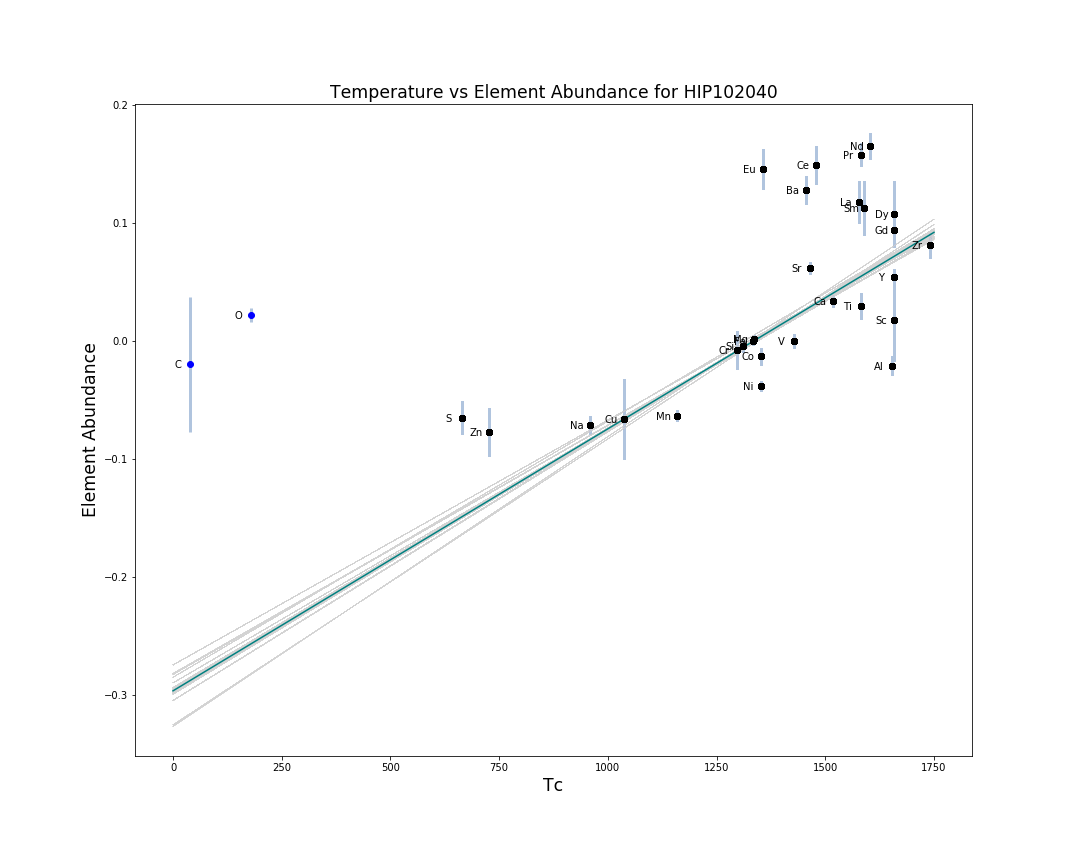 Temperature vs Element Abundance for HIP102040
0.2
0.1
0.0
−0.1
−0.2
−0.3
Element Abundance
0
250
500
750
1000
1250
1500
1750
Tc
C
O
S
Zn
Na
Cu
Mn
Cr
Si
Mg
Co
Ni
V
Eu
Ba
Ce
Sr
Ca
La
Sm
Pr
Nd
Ti
Dy
Gd
Y
Sc
Al
Zr